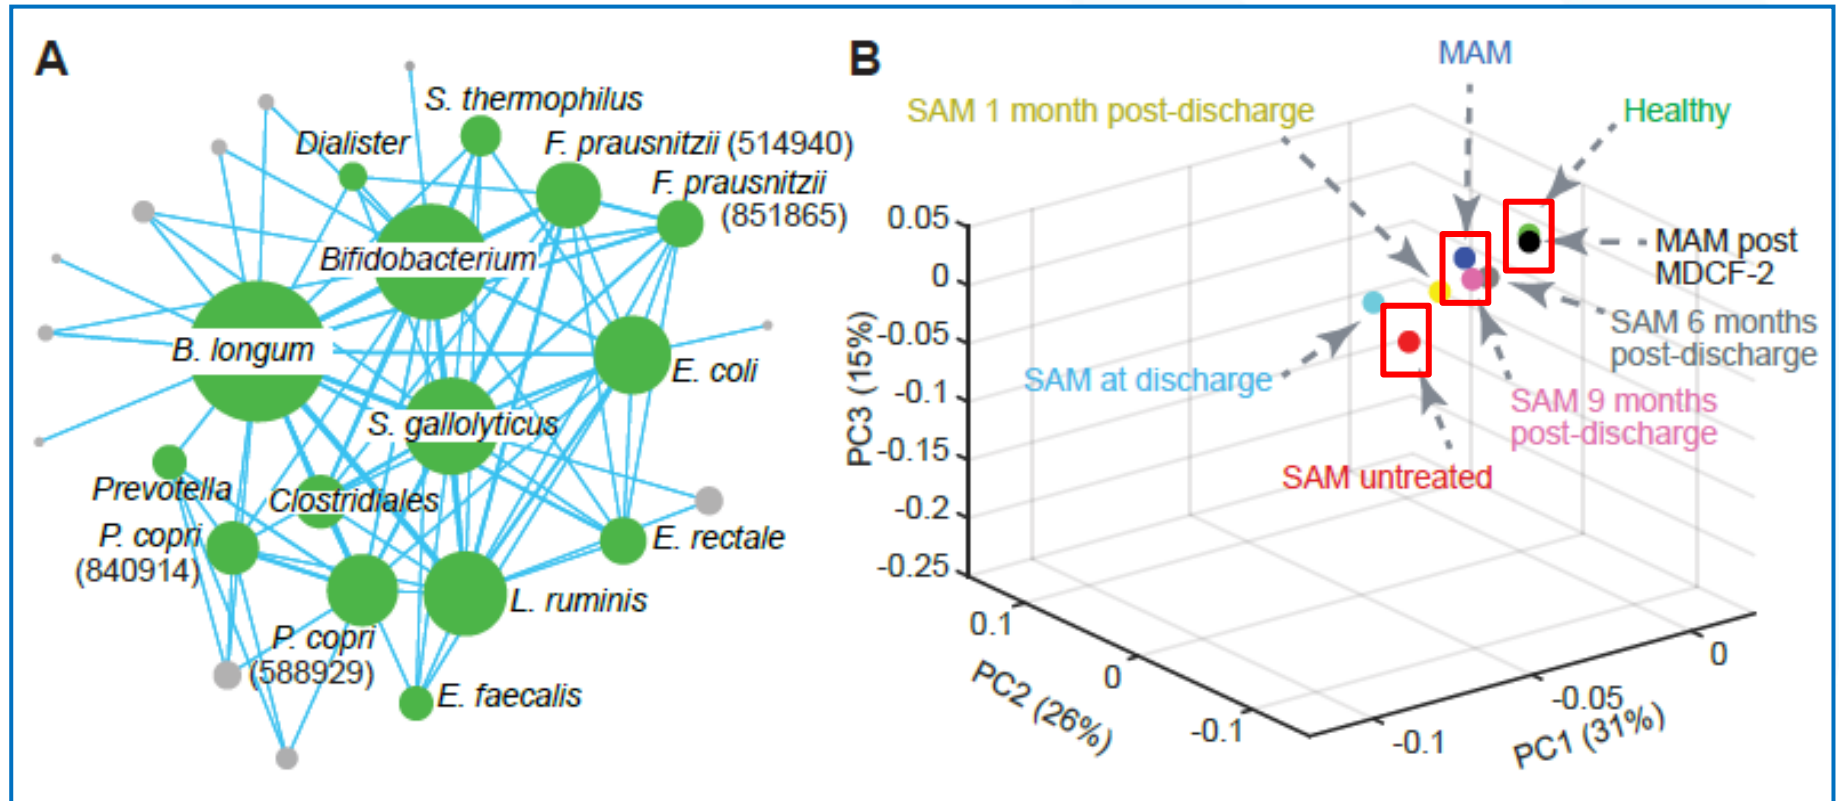 A
S. thermophilus
Dialister
F. prausnitzii (514940)
F. prausnitzii
(851865)
Bifidobacterium
B. longum
E. coli
S. gallolyticus
Prevotella
Clostridiales
P. copri
(840914)
E. rectale
L. ruminis
P. copri
(588929)
E. faecalis
B
MAM
SAM 1 month post-discharge
Healthy
MAM post
MDCF-2
SAM 6 months
post-discharge
SAM 9 months
post-discharge
SAM at discharge
SAM untreated
PC3 (15%)
0.05
0
-0.05
-0.1
-0.15
-0.2
-0.25
0.1
0
-0.1
PC2 (26%)
-0.1
-0.05
0
PC1 (31%)